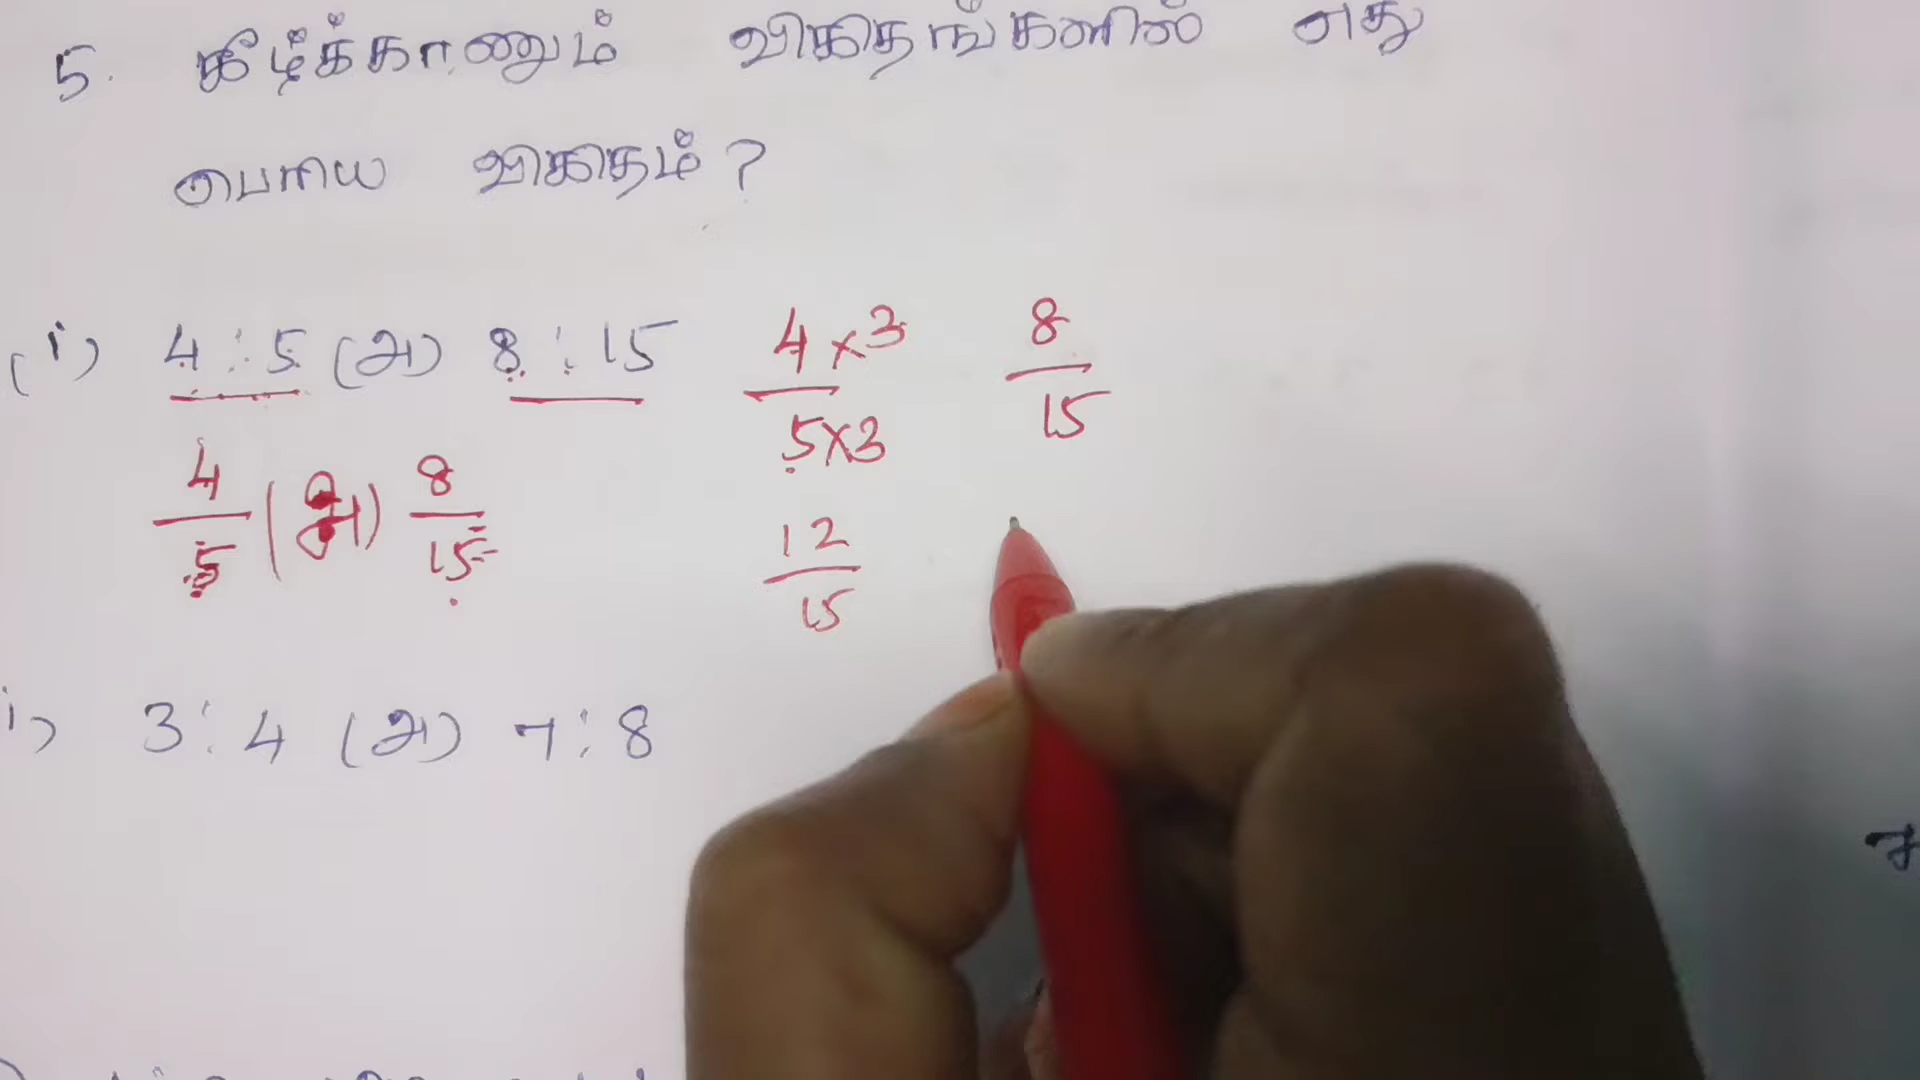 5. கீழ்க்காணும் விகிதங்களில் எது
பெரிய விகிதம்?
(i) 4 : 5 (அ) 8 : 15
4/5 (அ) 8/15
4×3/5×3 8/15
12/15
i) 3 : 4 (அ) 7 : 8